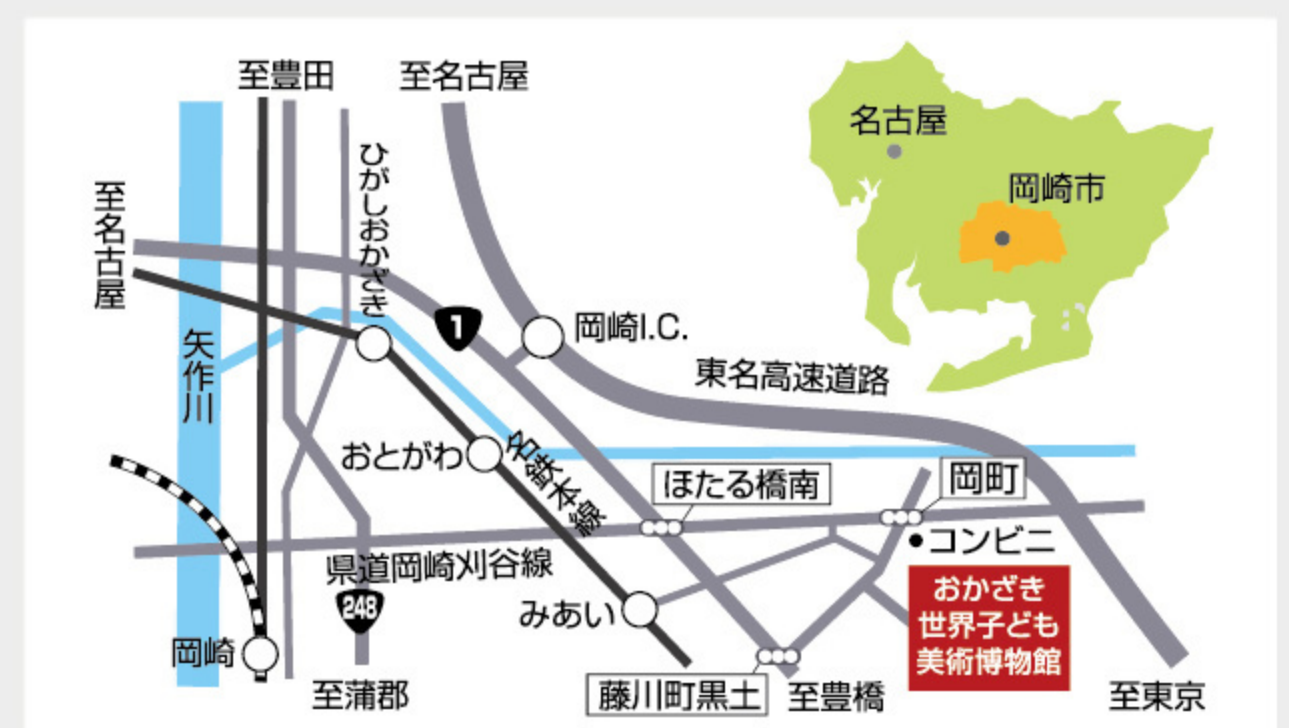 至豊田
至名古屋
名古屋
岡崎市
ひがしおかざき
至名古屋
1
岡崎I.C.
矢作川
東名高速道路
おとがわ
名鉄本線
ほたる橋南
岡町
コンビニ
県道岡崎刈谷線
248
みあい
おかざき
世界子ども
美術博物館
岡崎
至蒲郡
藤川町黒土
至豊橋
至東京